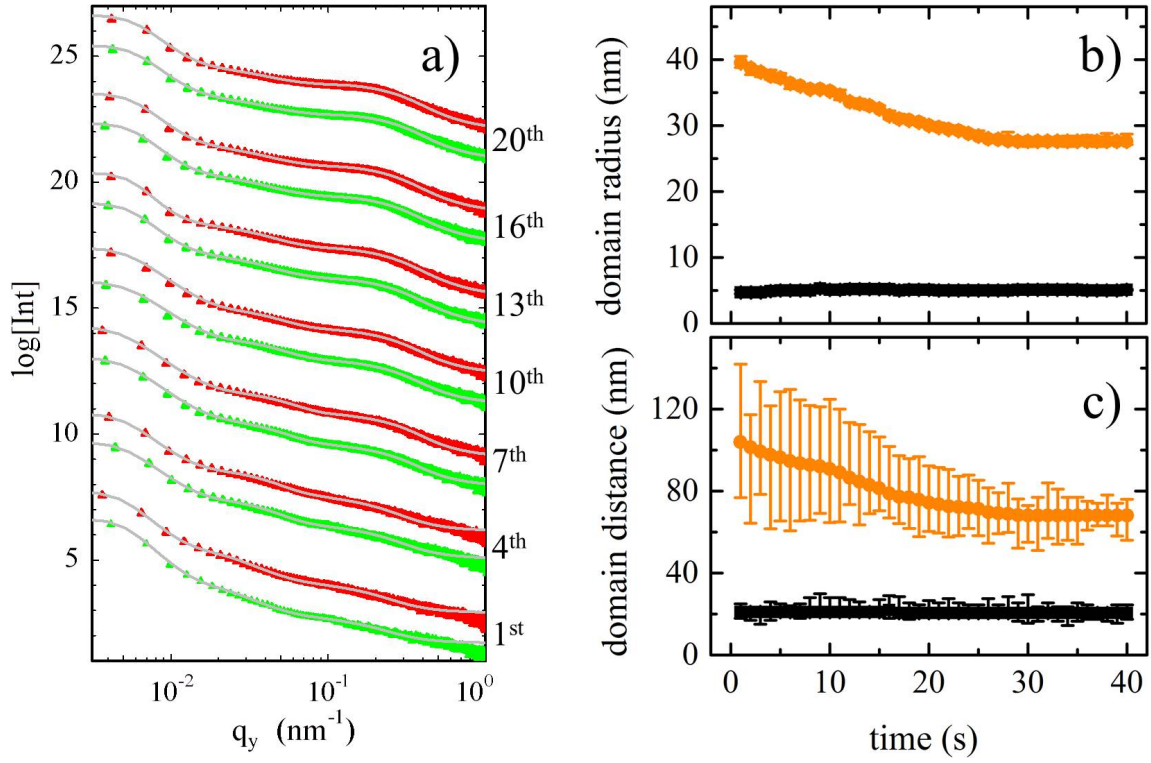 a)
log[Int]
25
20
15
10
5
20th
16th
13th
10th
7th
4th
1st
10-2
10-1
100
qy (nm-1)
b)
domain radius (nm)
40
30
20
10
0
c)
domain distance (nm)
120
80
40
0
0
10
20
30
40
time (s)